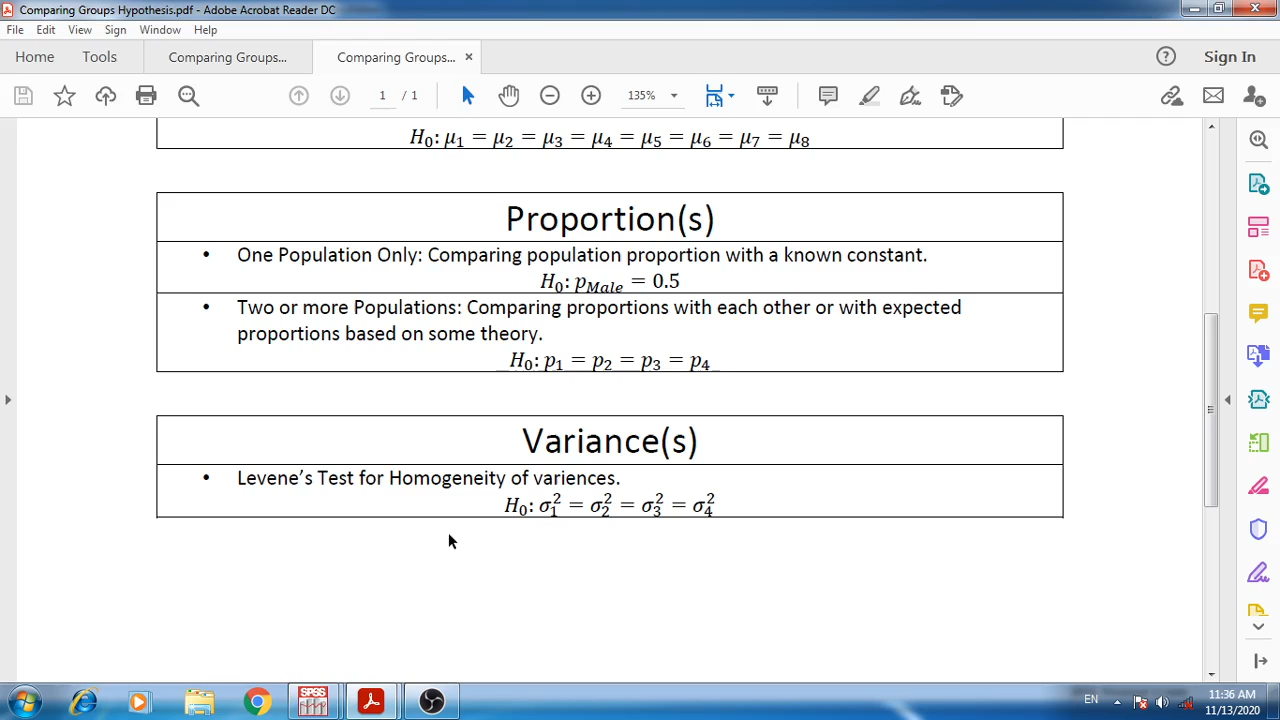 Comparing Groups Hypothesis.pdf - Adobe Acrobat Reader DC
File Edit View Sign Window Help
Home Tools Comparing Groups... Comparing Groups... × ? Sign In
1 / 1 135%
H₀: μ₁ = μ₂ = μ₃ = μ₄ = μ₅ = μ₆ = μ₇ = μ₈
Proportion(s)
• One Population Only: Comparing population proportion with a known constant.
H₀: p_Male = 0.5
• Two or more Populations: Comparing proportions with each other or with expected
proportions based on some theory.
H₀: p₁ = p₂ = p₃ = p₄
Variance(s)
• Levene’s Test for Homogeneity of variences.
H₀: σ₁² = σ₂² = σ₃² = σ₄²
SPSS
EN
11:36 AM
11/13/2020